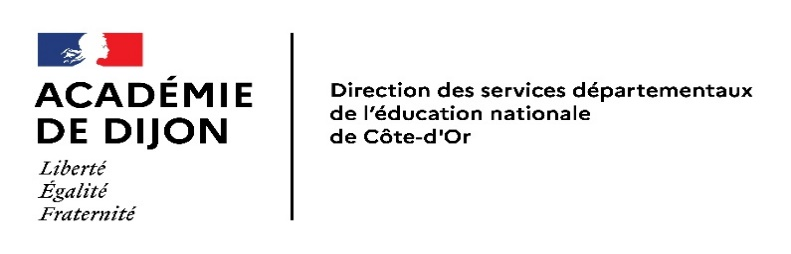 ACADÉMIE
DE DIJON
Liberté
Égalité
Fraternité
Direction des services départementaux
de l'éducation nationale
de Côte-d'Or